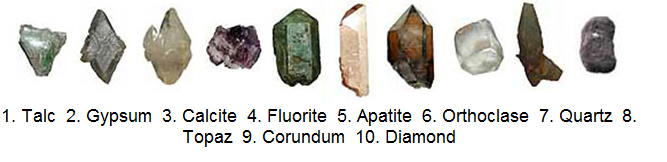 1. Talc 2. Gypsum 3. Calcite 4. Fluorite 5. Apatite 6. Orthoclase 7. Quartz 8.
Topaz 9. Corundum 10. Diamond